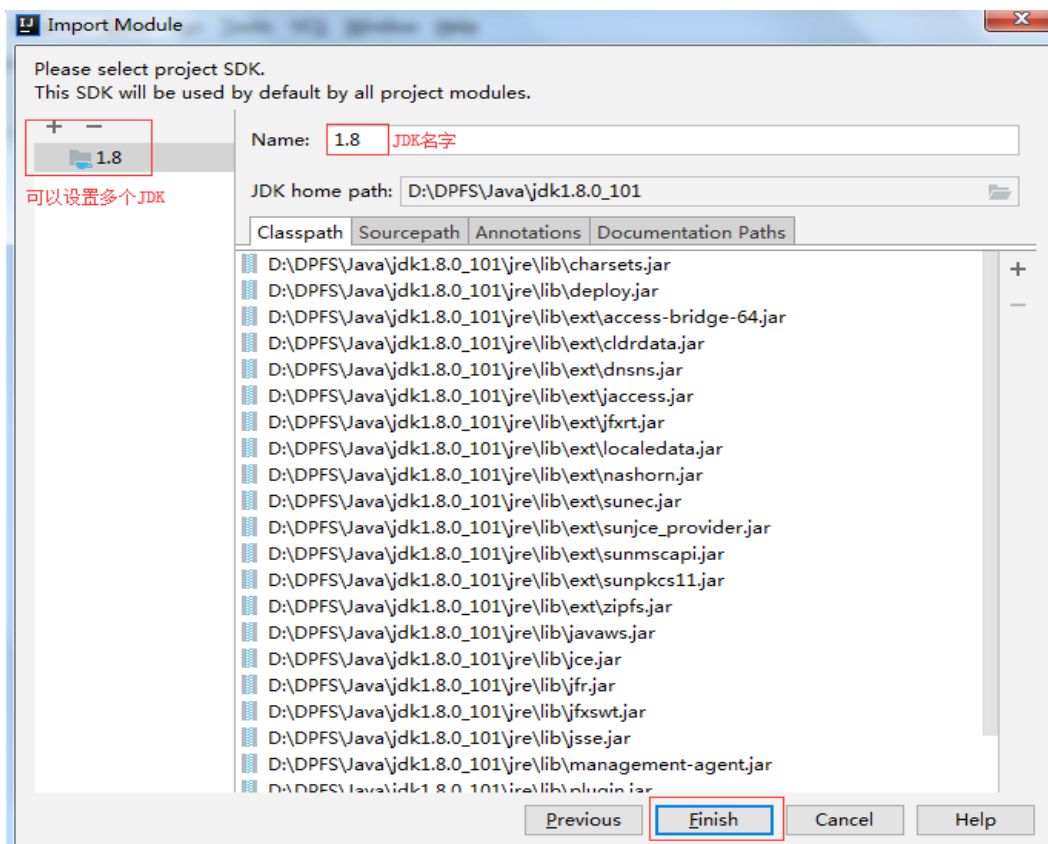 Import Module
Please select project SDK.
This SDK will be used by default by all project modules.
1.8
可以设置多个JDK
Name: 1.8 JDK名字
JDK home path: D:\DPFS\Java\jdk1.8.0_101
Classpath Sourcepath Annotations Documentation Paths
D:\DPFS\Java\jdk1.8.0_101\jre\lib\charsets.jar
D:\DPFS\Java\jdk1.8.0_101\jre\lib\deploy.jar
D:\DPFS\Java\jdk1.8.0_101\jre\lib\ext\access-bridge-64.jar
D:\DPFS\Java\jdk1.8.0_101\jre\lib\ext\cldrdata.jar
D:\DPFS\Java\jdk1.8.0_101\jre\lib\ext\dnsns.jar
D:\DPFS\Java\jdk1.8.0_101\jre\lib\ext\jaccess.jar
D:\DPFS\Java\jdk1.8.0_101\jre\lib\ext\jfxrt.jar
D:\DPFS\Java\jdk1.8.0_101\jre\lib\ext\localedata.jar
D:\DPFS\Java\jdk1.8.0_101\jre\lib\ext\nashorn.jar
D:\DPFS\Java\jdk1.8.0_101\jre\lib\ext\sunec.jar
D:\DPFS\Java\jdk1.8.0_101\jre\lib\ext\sunjce_provider.jar
D:\DPFS\Java\jdk1.8.0_101\jre\lib\ext\sunmscapi.jar
D:\DPFS\Java\jdk1.8.0_101\jre\lib\ext\sunpkcs11.jar
D:\DPFS\Java\jdk1.8.0_101\jre\lib\ext\zipfs.jar
D:\DPFS\Java\jdk1.8.0_101\jre\lib\javaws.jar
D:\DPFS\Java\jdk1.8.0_101\jre\lib\jce.jar
D:\DPFS\Java\jdk1.8.0_101\jre\lib\jfr.jar
D:\DPFS\Java\jdk1.8.0_101\jre\lib\jfxswt.jar
D:\DPFS\Java\jdk1.8.0_101\jre\lib\jsse.jar
D:\DPFS\Java\jdk1.8.0_101\jre\lib\management-agent.jar
D:\DPFS\Java\jdk1.8.0_101\jre\lib\plugin.jar
Previous Finish Cancel Help